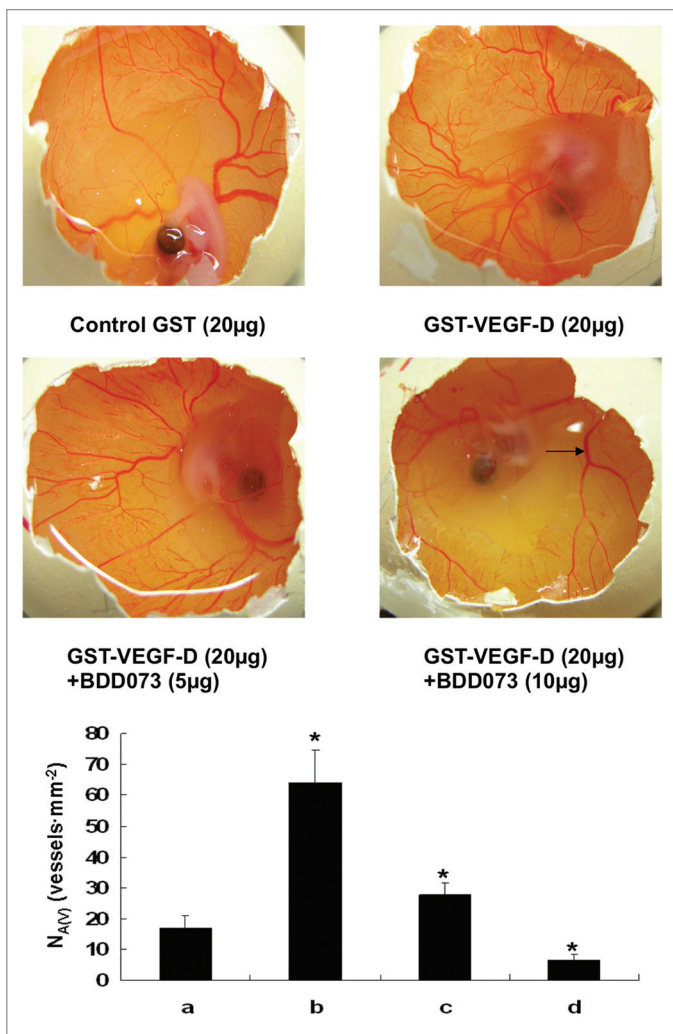 Control GST (20µg)
GST-VEGF-D (20µg)
GST-VEGF-D (20µg)
+BDD073 (5µg)
GST-VEGF-D (20µg)
+BDD073 (10µg)
N_A(V) (vessels·mm⁻²)
80
70
60
50
40
30
20
10
0
*
*
*
a b c d